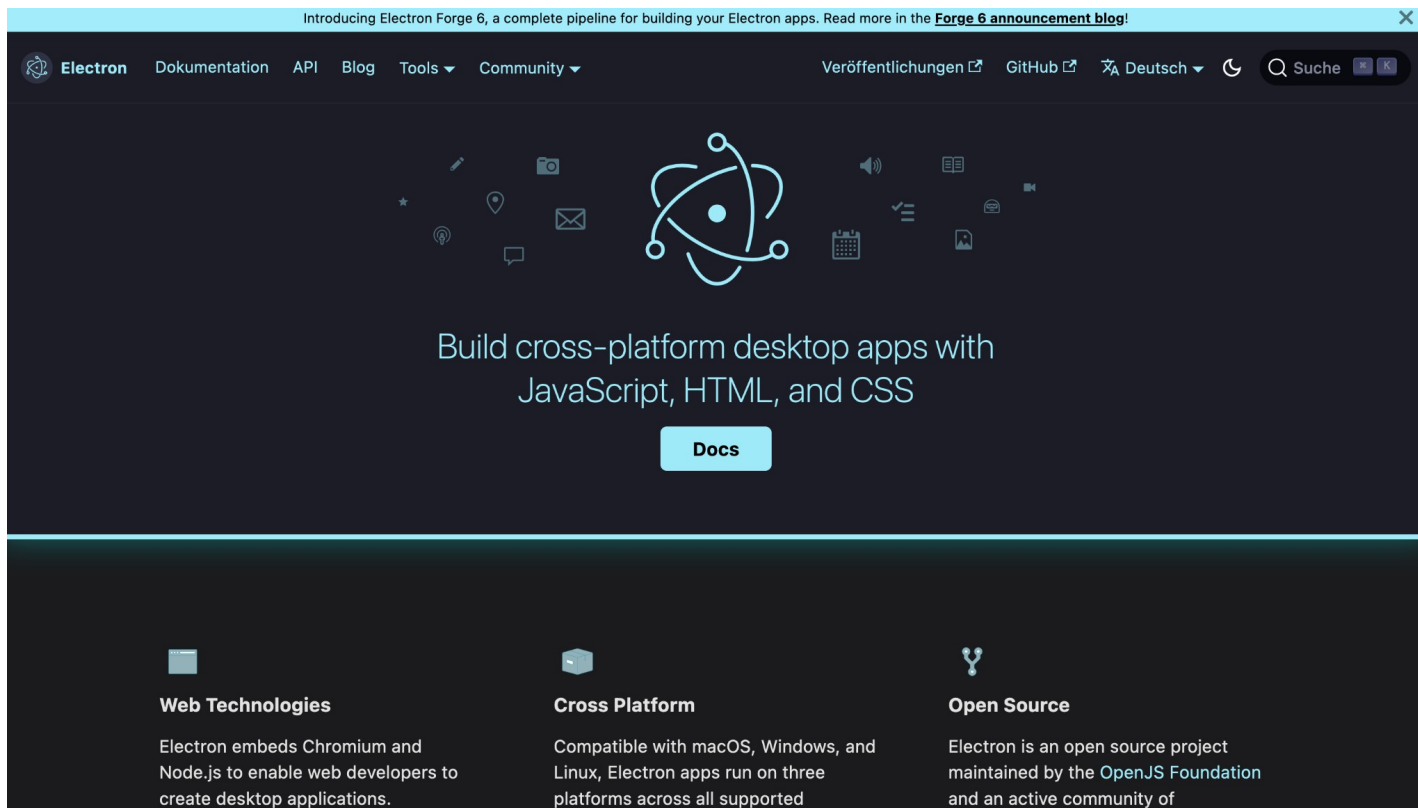 Introducing Electron Forge 6, a complete pipeline for building your Electron apps. Read more in the Forge 6 announcement blog!
Electron Dokumentation API Blog Tools Community Veröffentlichungen GitHub Deutsch Suche ⌘ K
Build cross-platform desktop apps with
JavaScript, HTML, and CSS
Docs
Web Technologies
Electron embeds Chromium and
Node.js to enable web developers to
create desktop applications.
Cross Platform
Compatible with macOS, Windows, and
Linux, Electron apps run on three
platforms across all supported
Open Source
Electron is an open source project
maintained by the OpenJS Foundation
and an active community of